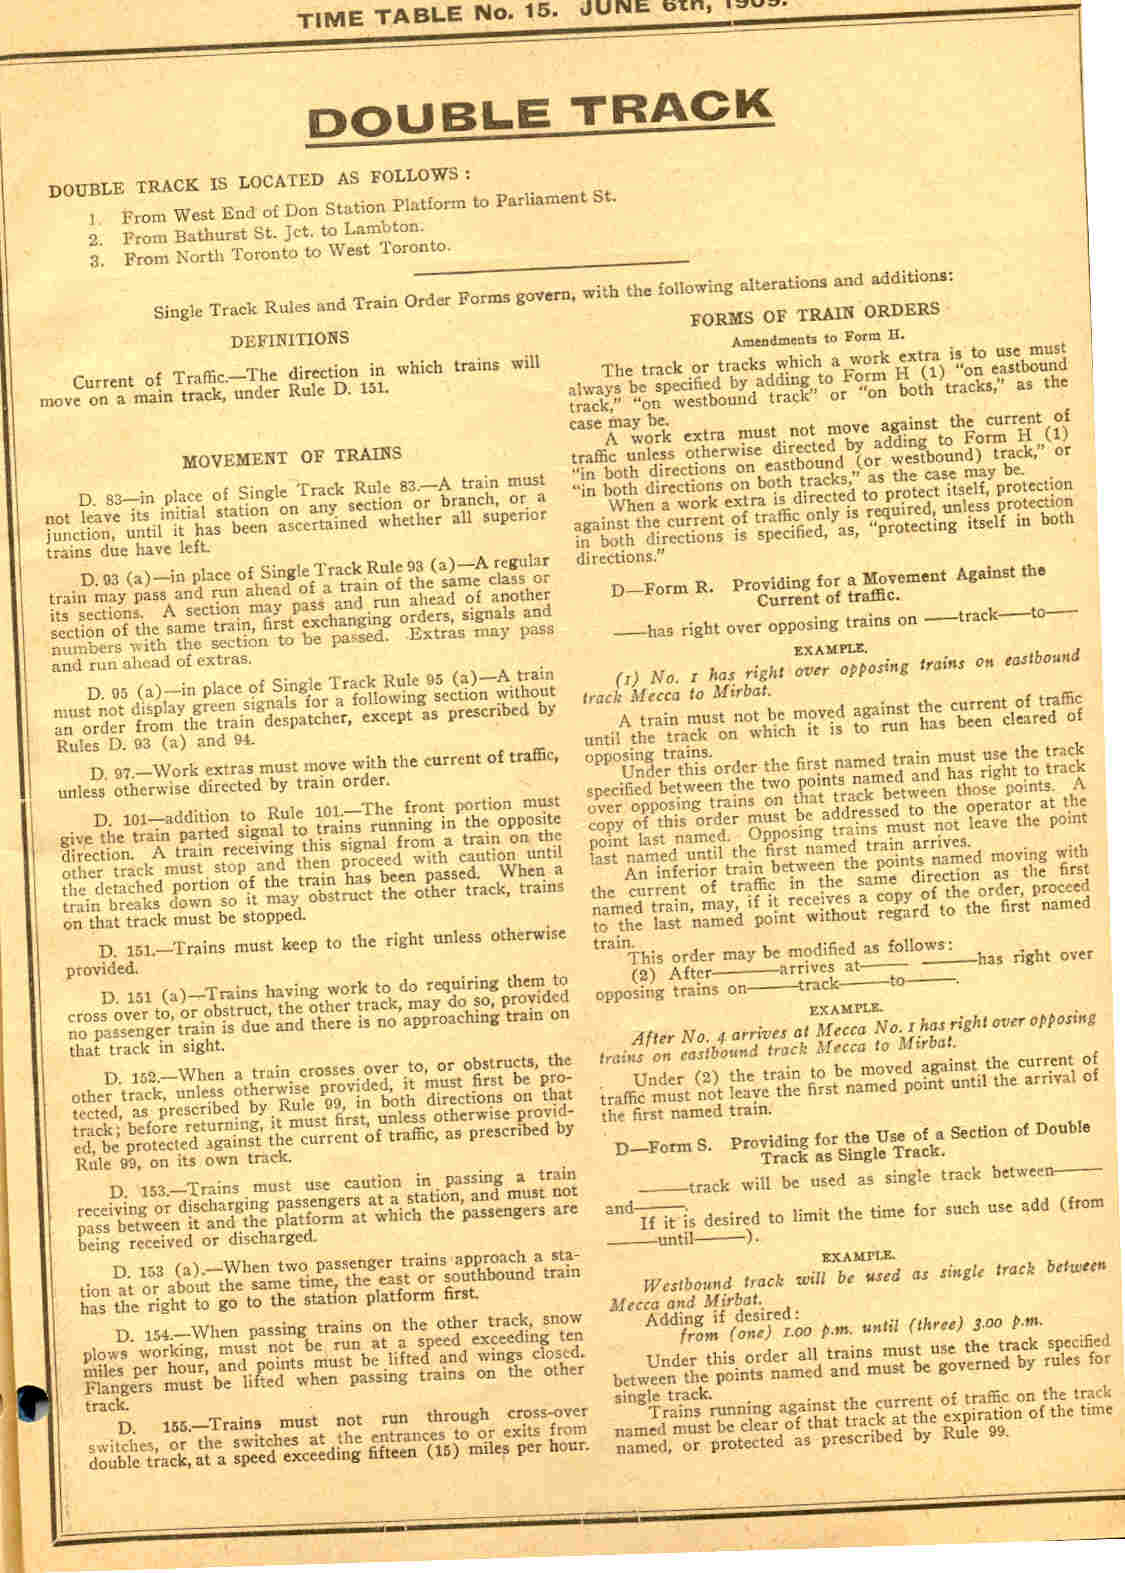 TIME TABLE No. 15. JUNE 6th, 1909.
DOUBLE TRACK
DOUBLE TRACK IS LOCATED AS FOLLOWS :
1. From West End of Don Station Platform to Parliament St.
2. From Bathurst St. Jct. to Lambton.
3. From North Toronto to West Toronto.
Single Track Rules and Train Order Forms govern, with the following alterations and additions:
DEFINITIONS
Current of Traffic.—The direction in which trains will
move on a main track, under Rule D. 151.
MOVEMENT OF TRAINS
D. 83—in place of Single Track Rule 83.—A train must
not leave its initial station on any section or branch, or a
junction, until it has been ascertained whether all superior
trains due have left.
D. 93 (a)—in place of Single Track Rule 93 (a)—A regular
train may pass and run ahead of a train of the same class or
its sections. A section may pass and run ahead of another
section of the same train, first exchanging orders, signals and
numbers with the section to be passed. Extras may pass
and run ahead of extras.
D. 95 (a)—in place of Single Track Rule 95 (a)—A train
must not display green signals for a following section without
an order from the train despatcher, except as prescribed by
Rules D. 93 (a) and 94.
D. 97.—Work extras must move with the current of traffic,
unless otherwise directed by train order.
D. 101—addition to Rule 101.—The front portion must
give the train parted signal to trains running in the opposite
direction. A train receiving this signal from a train on the
other track must stop and then proceed with caution until
the detached portion of the train has been passed. When a
train breaks down so it may obstruct the other track, trains
on that track must be stopped.
D. 151.—Trains must keep to the right unless otherwise
provided.
D. 151 (a)—Trains having work to do requiring them to
cross over to, or obstruct, the other track, may do so, provided
no passenger train is due and there is no approaching train on
that track in sight.
D. 152.—When a train crosses over to, or obstructs, the
other track, unless otherwise provided, it must first be pro-
tected, as prescribed by Rule 99, in both directions on that
track; before returning, it must first, unless otherwise provid-
ed, be protected against the current of traffic, as prescribed by
Rule 99, on its own track.
D. 153.—Trains must use caution in passing a train
receiving or discharging passengers at a station, and must not
pass between it and the platform at which the passengers are
being received or discharged.
D. 153 (a).—When two passenger trains approach a sta-
tion at or about the same time, the east or southbound train
has the right to go to the station platform first.
D. 154.—When passing trains on the other track, snow
plows working, must not be run at a speed exceeding ten
miles per hour, and points must be lifted and wings closed.
Flangers must be lifted when passing trains on the other
track.
D. 155.—Trains must not run through cross-over
switches, or the switches at the entrances to or exits from
double track, at a speed exceeding fifteen (15) miles per hour.
FORMS OF TRAIN ORDERS
Amendments to Form H.
The track or tracks which a work extra is to use must
always be specified by adding to Form H (1) "on eastbound
track," "on westbound track" or "on both tracks," as the
case may be.
A work extra must not move against the current of
traffic unless otherwise directed by adding to Form H (1)
"in both directions on eastbound (or westbound) track," or
"in both directions on both tracks," as the case may be.
When a work extra is directed to protect itself, protection
against the current of traffic only is required, unless protection
in both directions is specified, as, "protecting itself in both
directions."
D—Form R. Providing for a Movement Against the
Current of traffic.
——has right over opposing trains on ——track——to——
EXAMPLE.
(1) No. 1 has right over opposing trains on eastbound
track Mecca to Mirbat.
A train must not be moved against the current of traffic
until the track on which it is to run has been cleared of
opposing trains.
Under this order the first named train must use the track
specified between the two points named and has right to track
over opposing trains on that track between those points. A
copy of this order must be addressed to the operator at the
point last named. Opposing trains must not leave the point
last named until the first named train arrives.
An inferior train between the points named moving with
the current of traffic in the same direction as the first
named train, may, if it receives a copy of the order, proceed
to the last named point without regard to the first named
train.
This order may be modified as follows:
(2) After———arrives at—— ——has right over
opposing trains on——track——to——.
EXAMPLE.
After No. 4 arrives at Mecca No. 1 has right over opposing
trains on eastbound track Mecca to Mirbat.
Under (2) the train to be moved against the current of
traffic must not leave the first named point until the arrival of
the first named train.
D—Form S. Providing for the Use of a Section of Double
Track as Single Track.
——track will be used as single track between——
and——.
If it is desired to limit the time for such use add (from
——until——).
EXAMPLE.
Westbound track will be used as single track between
Mecca and Mirbat.
Adding if desired:
from (one) 1.00 p.m. until (three) 3.00 p.m.
Under this order all trains must use the track specified
between the points named and must be governed by rules for
single track.
Trains running against the current of traffic on the track
named must be clear of that track at the expiration of the time
named, or protected as prescribed by Rule 99.